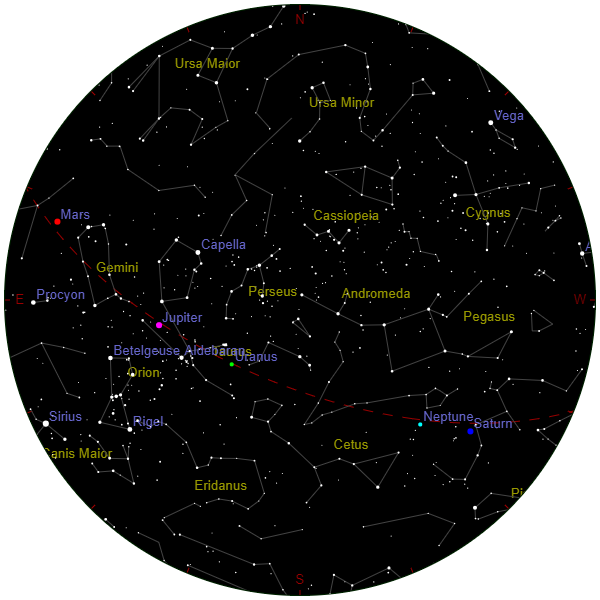 N
Ursa Maior
Ursa Minor
Vega
Mars
Cassiopeia
Cygnus
Capella
A
Gemini
Perseus
Andromeda
E
Procyon
W
Jupiter
Pegasus
Betelgeuse
Aldebaran
Taurus
Uranus
Orion
Sirius
Rigel
Neptune
Saturn
Canis Maior
Cetus
Eridanus
Pi
S